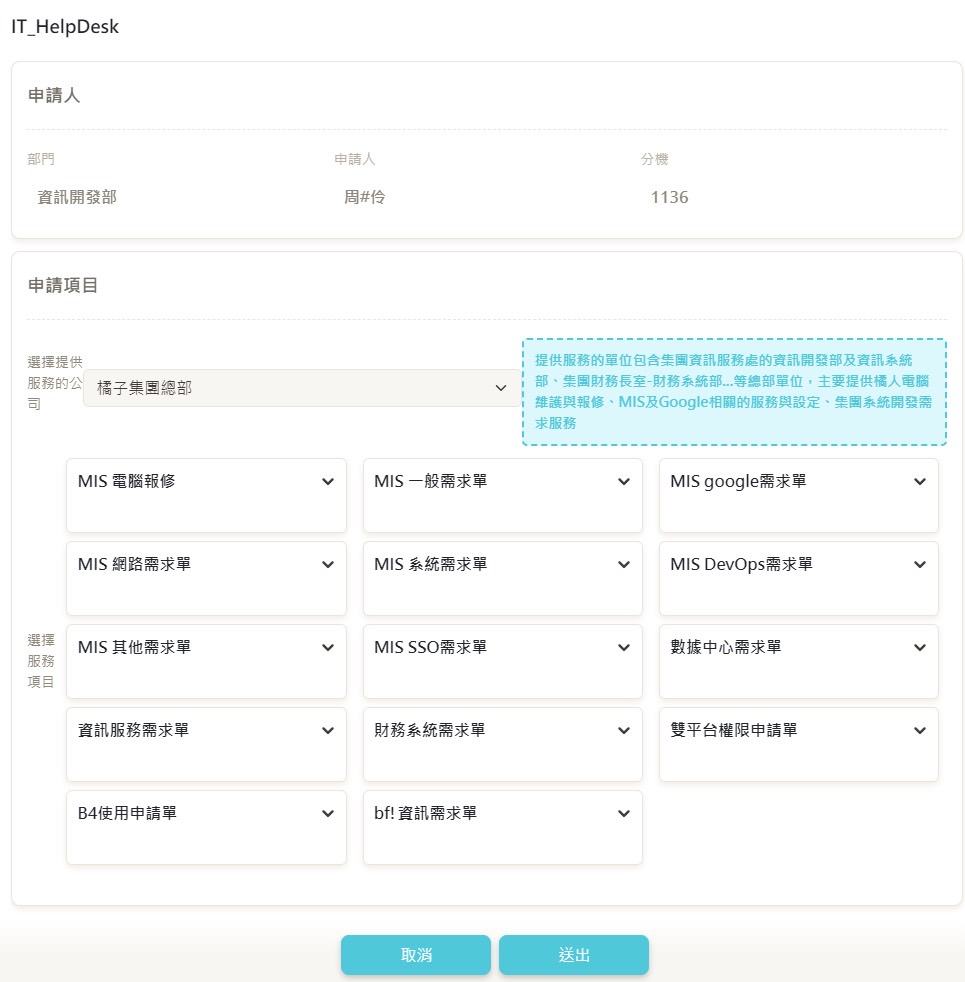 IT_HelpDesk
申請人
部門
申請人
分機
資訊開發部
周#伶
1136
申請項目
選擇提供
服務的公
司
橘子集團總部
提供服務的單位包含集團資訊服務處的資訊開發部及資訊系統
部、集團財務長室-財務系統部...等總部單位，主要提供橘人電腦
維護與報修、MIS及Google相關的服務與設定、集團系統開發需
求服務
選擇
服務
項目
MIS 電腦報修
MIS 一般需求單
MIS google需求單
MIS 網路需求單
MIS 系統需求單
MIS DevOps需求單
MIS 其他需求單
MIS SSO需求單
數據中心需求單
資訊服務需求單
財務系統需求單
雙平台權限申請單
B4使用申請單
bf! 資訊需求單
取消
送出